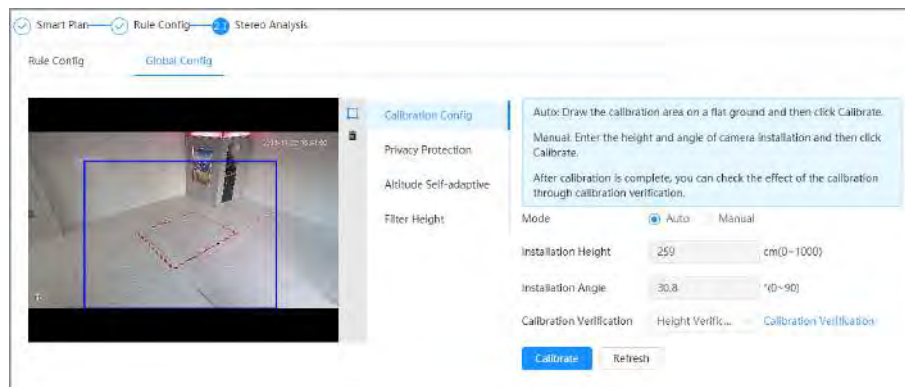 Smart Plan Rule Config Stereo Analysis
Rule Config Global Config
Calibration Config
Privacy Protection
Altitude Self-adaptive
Filter Height
Auto: Draw the calibration area on a flat ground and then click Calibrate.
Manual: Enter the height and angle of camera installation and then click
Calibrate.
After calibration is complete, you can check the effect of the calibration
through calibration verification.
Mode Auto Manual
Installation Height 259 cm(0~1000)
Installation Angle 30.8 °(0~90)
Calibration Verification Height Verific... Calibration Verification
Calibrate Refresh